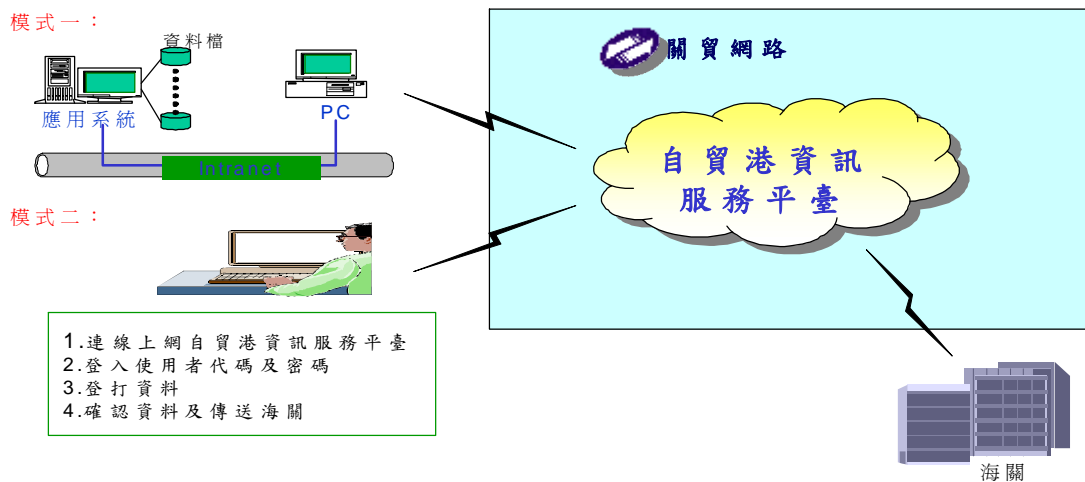 模式一：
資料檔
應用系統
PC
Intranet
模式二：
1.連線上網自貿港資訊服務平臺
2.登入使用者代碼及密碼
3.登打資料
4.確認資料及傳送海關
關貿網路
自貿港資訊
服務平臺
海關